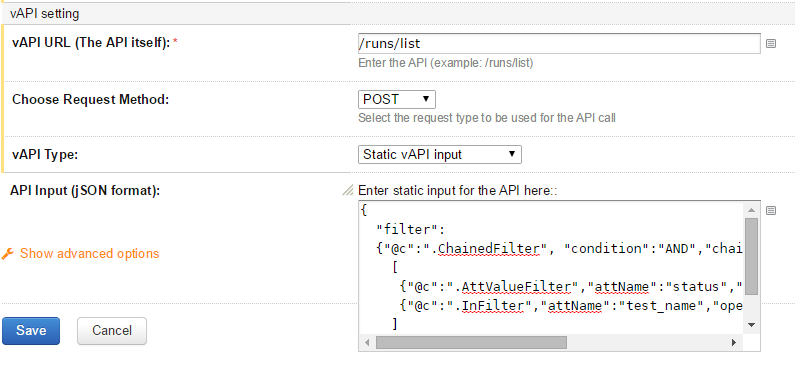 vAPI setting
vAPI URL (The API itself): *
/runs/list
Enter the API (example: /runs/list)
Choose Request Method:
POST
Select the request type to be used for the API call
vAPI Type:
Static vAPI input
API Input (jSON format):
Enter static input for the API here::
{
"filter":
{"@c":".ChainedFilter", "condition":"AND","chai
[
{"@c":".AttValueFilter","attName":"status","
{"@c":".InFilter","attName":"test_name","ope
]
Show advanced options
Save
Cancel